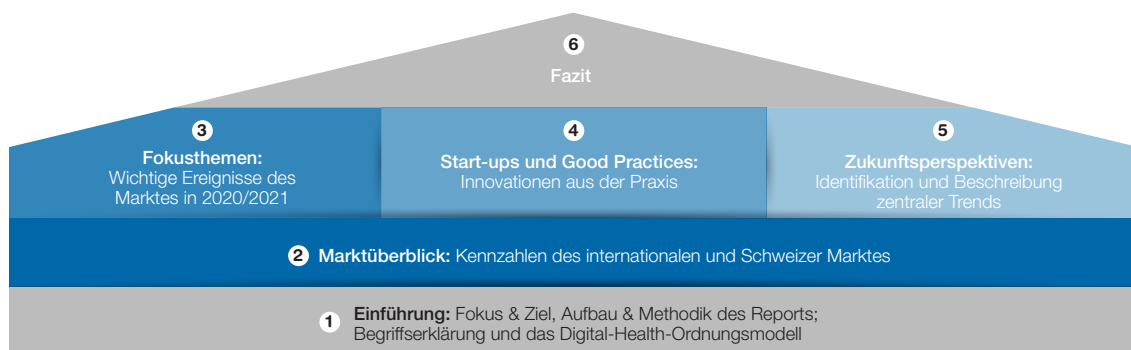 6
Fazit
3
Fokusthemen:
Wichtige Ereignisse des
Marktes in 2020/2021
4
Start-ups und Good Practices:
Innovationen aus der Praxis
5
Zukunftsperspektiven:
Identifikation und Beschreibung
zentraler Trends
2 Marktüberblick: Kennzahlen des internationalen und Schweizer Marktes
1 Einführung: Fokus & Ziel, Aufbau & Methodik des Reports;
Begriffserklärung und das Digital-Health-Ordnungsmodell